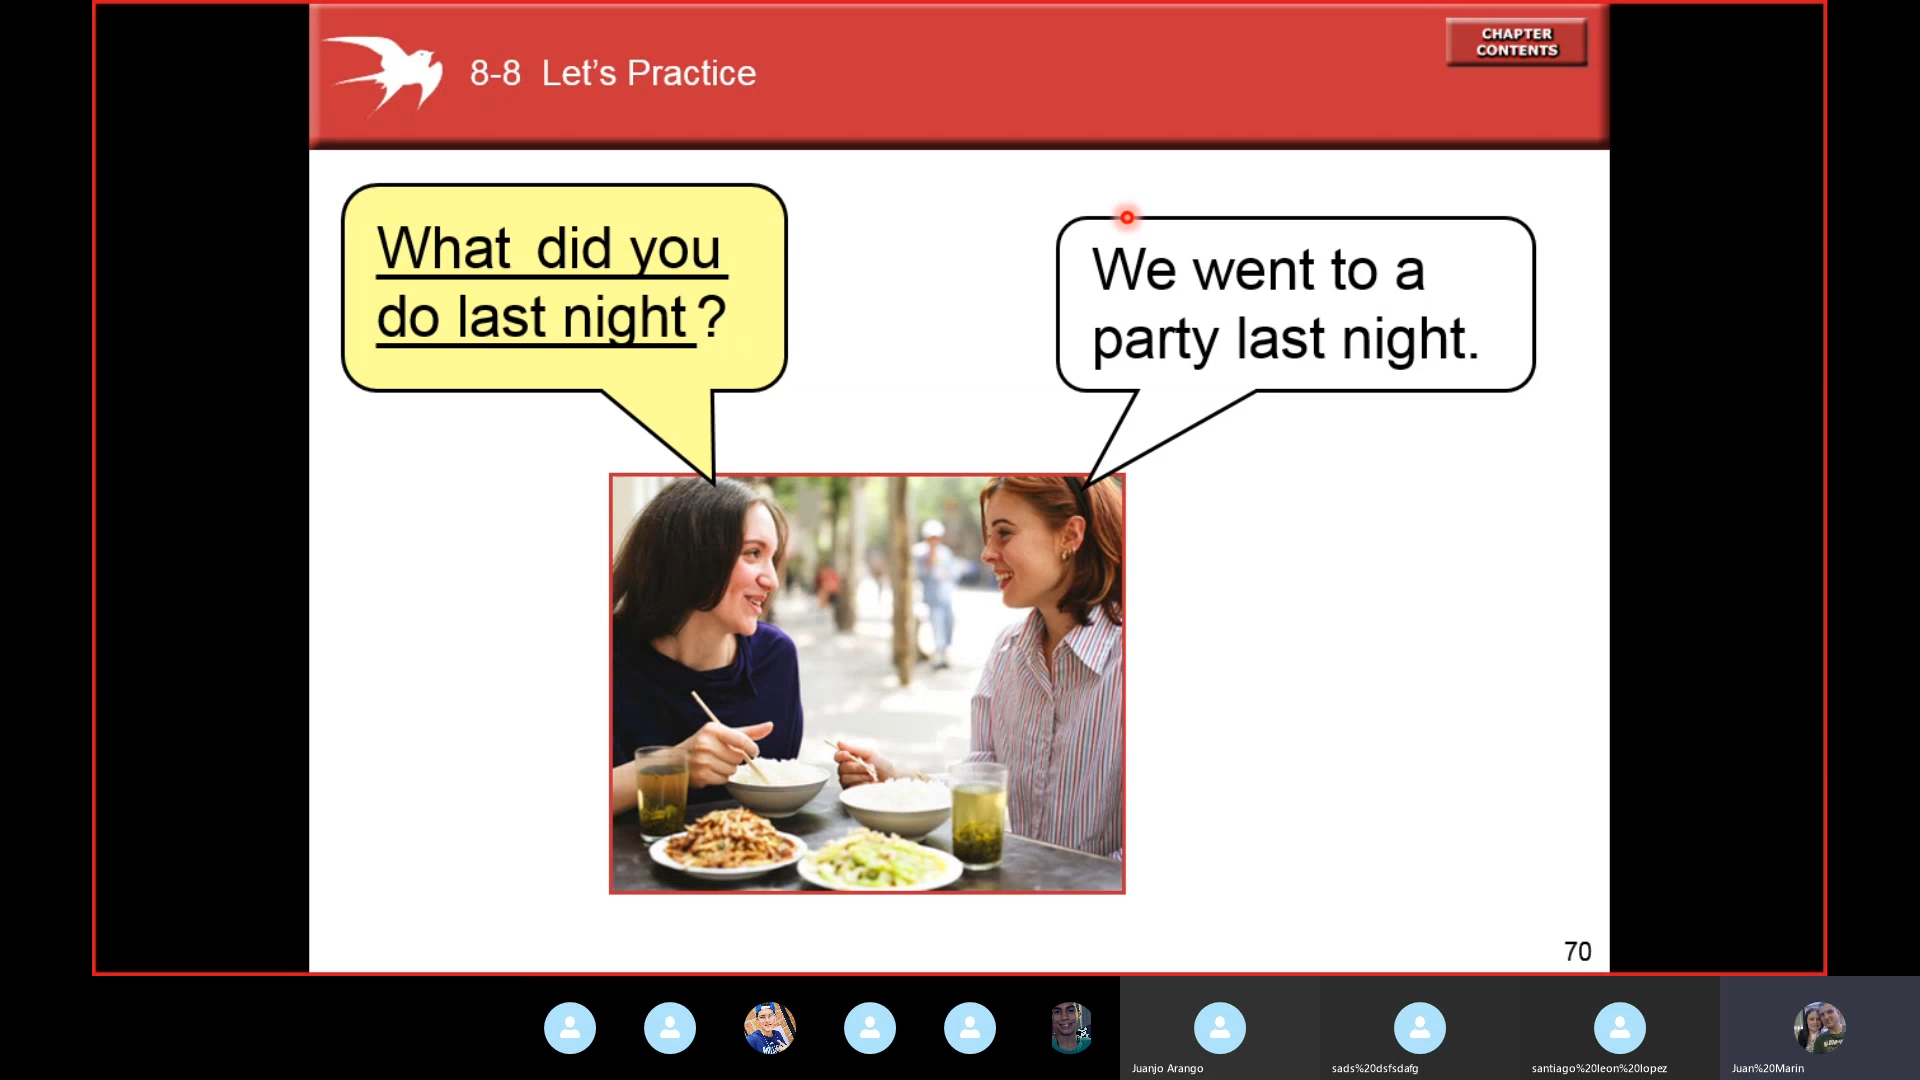 8-8 Let's Practice
CHAPTER
CONTENTS
What did you
do last night?
We went to a
party last night.
70
Juanjo Arango
sads%20dsfsdafg
santiago%20leon%20lopez
Juan%20Marin